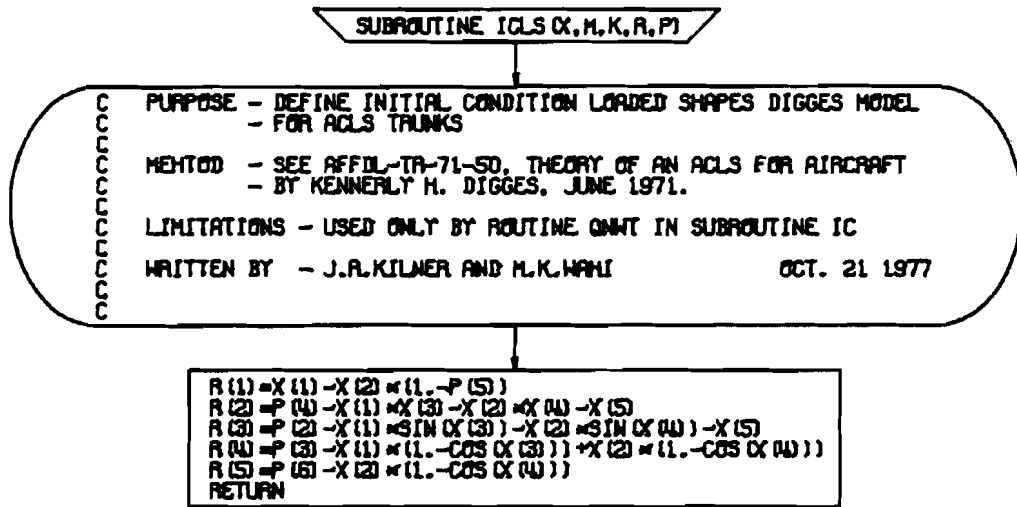 SUBROUTINE ICLS (X,M,K,R,P)
C PURPOSE - DEFINE INITIAL CONDITION LOADED SHAPES DIGGES MODEL
C - FOR ACLS TRUNKS
C
C MEHTOD - SEE AFFDL-TR-71-50, THEORY OF AN ACLS FOR AIRCRAFT
C - BY KENNERLY H. DIGGES, JUNE 1971.
C
C LIMITATIONS - USED ONLY BY ROUTINE QNWT IN SUBROUTINE IC
C
C WRITTEN BY - J.R.KILNER AND M.K.WAHI OCT. 21 1977
C
C
R(1)=X(1)-X(2)*(1.-P(5))
R(2)=P(4)-X(1)*X(3)-X(2)*X(4)-X(5)
R(3)=P(2)-X(1)*SIN(X(3))-X(2)*SIN(X(4))-X(5)
R(4)=P(3)-X(1)*(1.-COS(X(3)))+X(2)*(1.-COS(X(4)))
R(5)=P(6)-X(2)*(1.-COS(X(4)))
RETURN